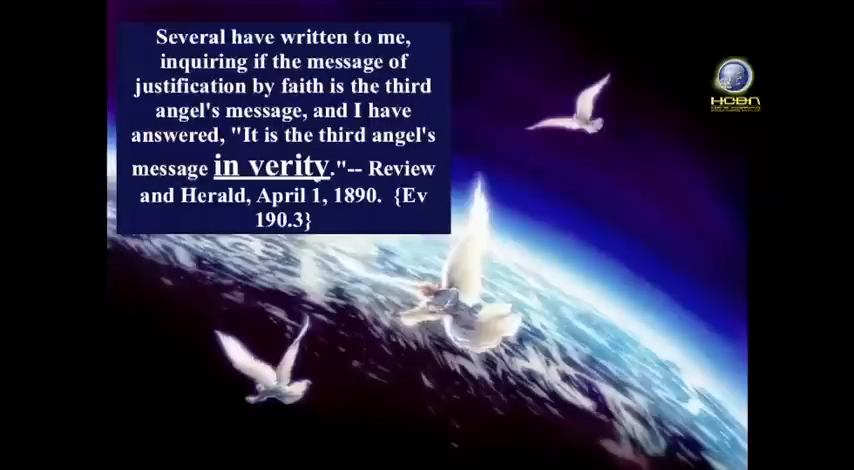 Several have written to me,
inquiring if the message of
justification by faith is the third
angel's message, and I have
answered, "It is the third angel's
message in verity."-- Review
and Herald, April 1, 1890. {Ev
190.3}
HCBN